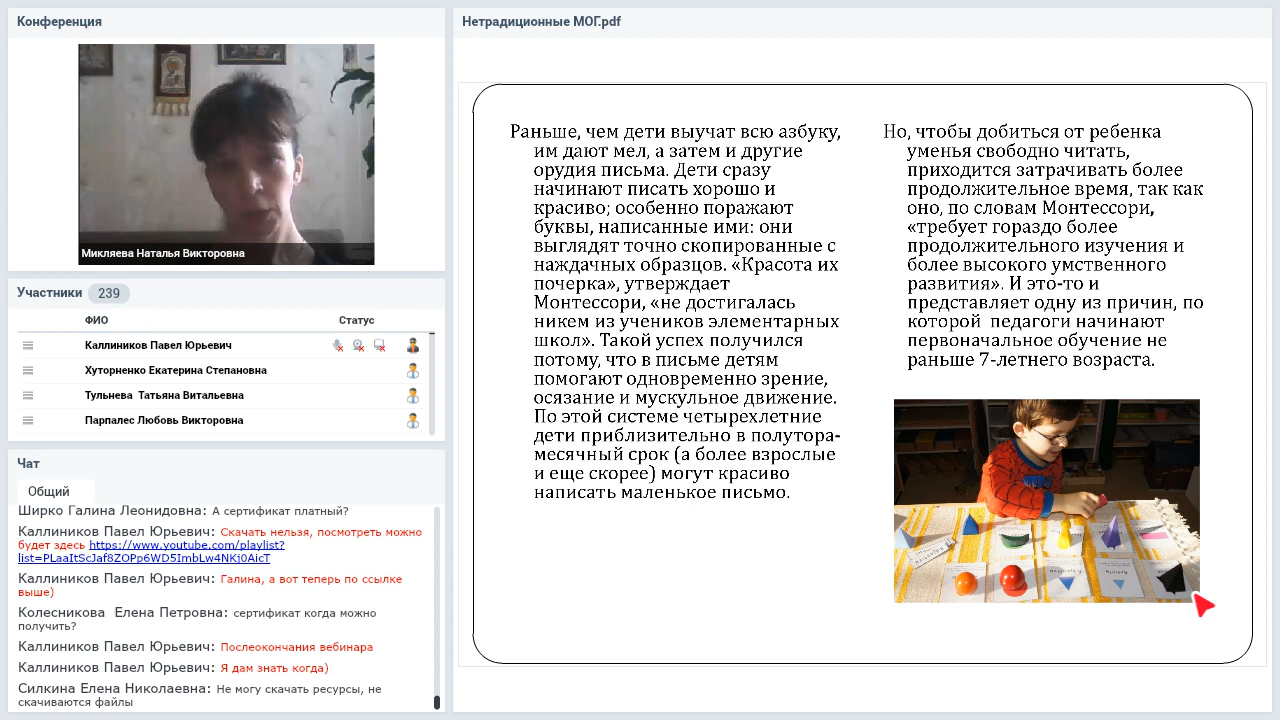 Конференция
Микляева Наталья Викторовна
Участники 239
ФИО Статус
Каллиников Павел Юрьевич
Хуторненко Екатерина Степановна
Тульнева Татьяна Витальевна
Парпалес Любовь Викторовна
Чат
Общий
Ширко Галина Леонидовна: А сертификат платный?
Каллиников Павел Юрьевич: Скачать нельзя, посмотреть можно
будет здесь https://www.youtube.com/playlist?
list=PLaaItScJaf8ZOPp6WD5ImbLw4NKj0AicT
Каллиников Павел Юрьевич: Галина, а вот теперь по ссылке
выше)
Колесникова Елена Петровна: сертификат когда можно
получить?
Каллиников Павел Юрьевич: Послеокончания вебинара
Каллиников Павел Юрьевич: Я дам знать когда)
Силкина Елена Николаевна: Не могу скачать ресурсы, не
скачиваются файлы
Нетрадиционные МОГ.pdf
Раньше, чем дети выучат всю азбуку,
им дают мел, а затем и другие
орудия письма. Дети сразу
начинают писать хорошо и
красиво; особенно поражают
буквы, написанные ими: они
выглядят точно скопированные с
наждачных образцов. «Красота их
почерка», утверждает
Монтессори, «не достигалась
никем из учеников элементарных
школ». Такой успех получился
потому, что в письме детям
помогают одновременно зрение,
осязание и мускульное движение.
По этой системе четырехлетние
дети приблизительно в полутора-
месячный срок (а более взрослые
и еще скорее) могут красиво
написать маленькое письмо.
Но, чтобы добиться от ребенка
уменья свободно читать,
приходится затрачивать более
продолжительное время, так как
оно, по словам Монтессори,
«требует гораздо более
продолжительного изучения и
более высокого умственного
развития». И это-то и
представляет одну из причин, по
которой педагоги начинают
первоначальное обучение не
раньше 7-летнего возраста.